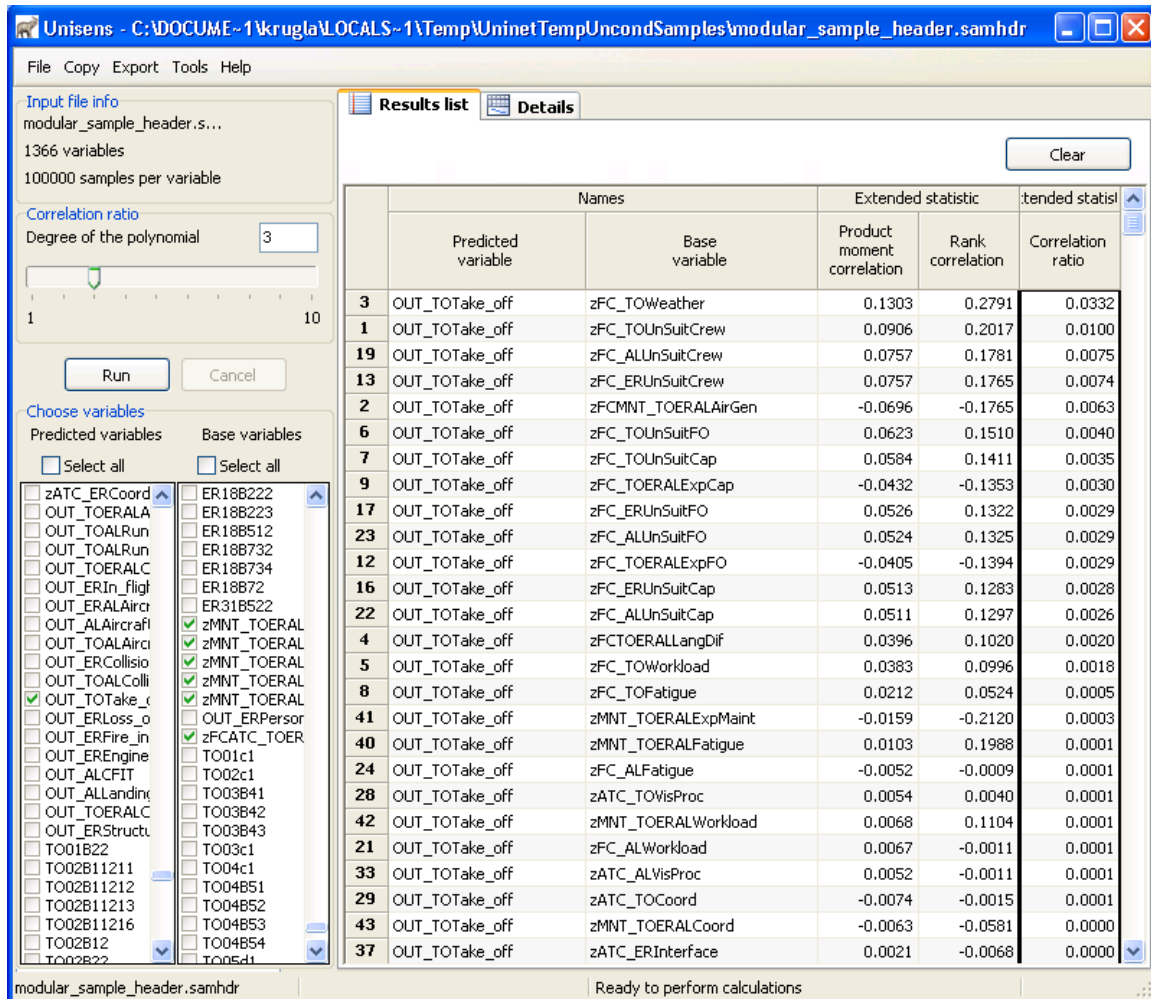 Unisens - C:\DOCUME~1\krugla\LOCALS~1\Temp\UninetTempUncondSamples\modular_sample_header.samhdr
File Copy Export Tools Help
Input file info
modular_sample_header.s...
1366 variables
100000 samples per variable
Correlation ratio
Degree of the polynomial 3
1 10
Run Cancel
Choose variables
Predicted variables Base variables
Select all Select all
zATC_ERCoord
OUT_TOERALA
OUT_TOALRun
OUT_TOALRun
OUT_TOERALC
OUT_ERIn_fligh
OUT_ERALAircr
OUT_ALAircraft
OUT_TOALAircr
OUT_ERCollisio
OUT_TOALColli
OUT_TOTake_o
OUT_ERLoss_o
OUT_ERFire_in
OUT_EREngine
OUT_ALCFIT
OUT_ALLanding
OUT_TOERALC
OUT_ERStructu
TO01B22
TO02B11211
TO02B11212
TO02B11213
TO02B11216
TO02B12
TO02B22
ER18B222
ER18B223
ER18B512
ER18B732
ER18B734
ER18B72
ER31B522
zMNT_TOERAL
zMNT_TOERAL
zMNT_TOERAL
zMNT_TOERAL
zMNT_TOERAL
OUT_ERPersor
zFCATC_TOER
TO01c1
TO02c1
TO03B41
TO03B42
TO03B43
TO03c1
TO04c1
TO04B51
TO04B52
TO04B53
TO04B54
TO05d1
Results list Details
Clear
Names Extended statistic :tended statist
Predicted variable Base variable Product moment correlation Rank correlation Correlation ratio
3 OUT_TOTake_off zFC_TOWeather 0.1303 0.2791 0.0332
1 OUT_TOTake_off zFC_TOUnSuitCrew 0.0906 0.2017 0.0100
19 OUT_TOTake_off zFC_ALUnSuitCrew 0.0757 0.1781 0.0075
13 OUT_TOTake_off zFC_ERUnSuitCrew 0.0757 0.1765 0.0074
2 OUT_TOTake_off zFCMNT_TOERALAirGen -0.0696 -0.1765 0.0063
6 OUT_TOTake_off zFC_TOUnSuitFO 0.0623 0.1510 0.0040
7 OUT_TOTake_off zFC_TOUnSuitCap 0.0584 0.1411 0.0035
9 OUT_TOTake_off zFC_TOERALExpCap -0.0432 -0.1353 0.0030
17 OUT_TOTake_off zFC_ERUnSuitFO 0.0526 0.1322 0.0029
23 OUT_TOTake_off zFC_ALUnSuitFO 0.0524 0.1325 0.0029
12 OUT_TOTake_off zFC_TOERALExpFO -0.0405 -0.1394 0.0029
16 OUT_TOTake_off zFC_ERUnSuitCap 0.0513 0.1283 0.0028
22 OUT_TOTake_off zFC_ALUnSuitCap 0.0511 0.1297 0.0026
4 OUT_TOTake_off zFCTOERALLangDif 0.0396 0.1020 0.0020
5 OUT_TOTake_off zFC_TOWorkload 0.0383 0.0996 0.0018
8 OUT_TOTake_off zFC_TOFatigue 0.0212 0.0524 0.0005
41 OUT_TOTake_off zMNT_TOERALExpMaint -0.0159 -0.2120 0.0003
40 OUT_TOTake_off zMNT_TOERALFatigue 0.0103 0.1988 0.0001
24 OUT_TOTake_off zFC_ALFatigue -0.0052 -0.0009 0.0001
28 OUT_TOTake_off zATC_TOVisProc 0.0054 0.0040 0.0001
42 OUT_TOTake_off zMNT_TOERALWorkload 0.0068 0.1104 0.0001
21 OUT_TOTake_off zFC_ALWorkload 0.0067 -0.0011 0.0001
33 OUT_TOTake_off zATC_ALVisProc 0.0052 -0.0011 0.0001
29 OUT_TOTake_off zATC_TOCoord -0.0074 -0.0015 0.0001
43 OUT_TOTake_off zMNT_TOERALCoord -0.0063 -0.0581 0.0000
37 OUT_TOTake_off zATC_ERInterface 0.0021 -0.0068 0.0000
modular_sample_header.samhdr Ready to perform calculations